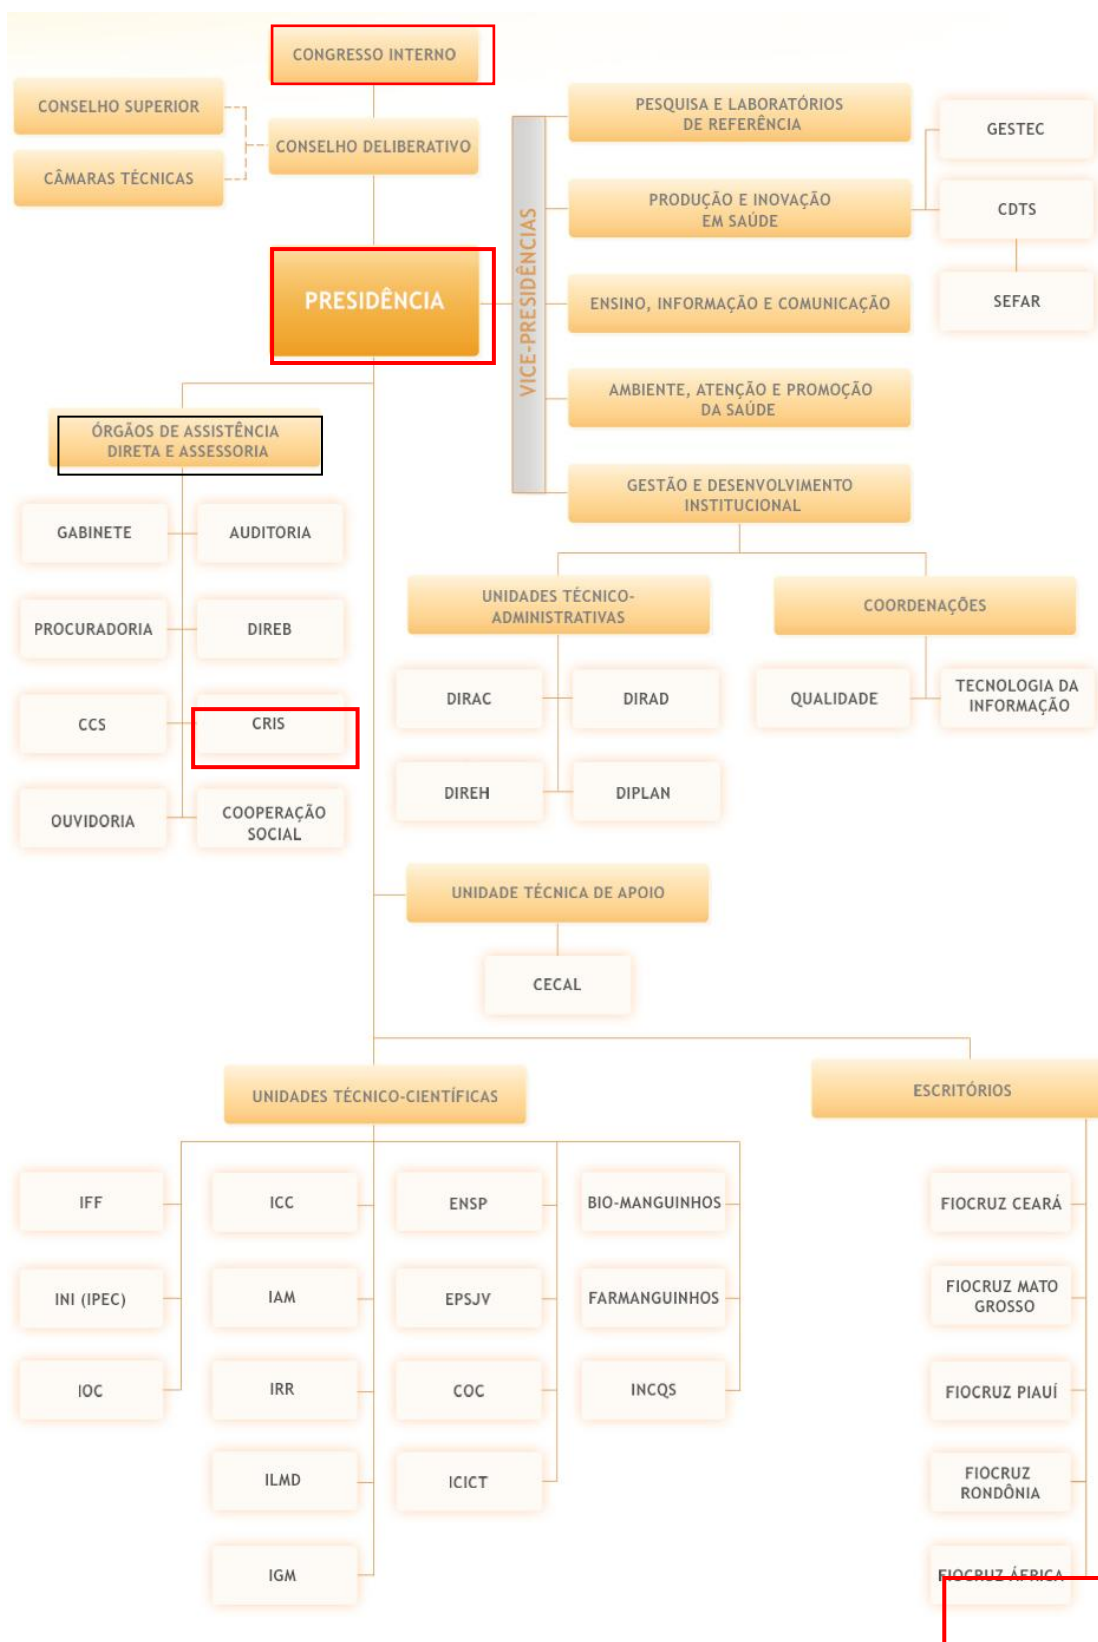 CONGRESSO INTERNO
CONSELHO SUPERIOR
CONSELHO DELIBERATIVO
CÂMARAS TÉCNICAS
PRESIDÊNCIA
VICE-PRESIDÊNCIAS
PESQUISA E LABORATÓRIOS
DE REFERÊNCIA
PRODUÇÃO E INOVAÇÃO
EM SAÚDE
ENSINO, INFORMAÇÃO E COMUNICAÇÃO
AMBIENTE, ATENÇÃO E PROMOÇÃO
DA SAÚDE
GESTÃO E DESENVOLVIMENTO
INSTITUCIONAL
GESTEC
CDTS
SEFAR
ÓRGÃOS DE ASSISTÊNCIA
DIRETA E ASSESSORIA
GABINETE
AUDITORIA
PROCURADORIA
DIREB
CCS
CRIS
OUVIDORIA
COOPERAÇÃO
SOCIAL
UNIDADES TÉCNICO-
ADMINISTRATIVAS
DIRAC
DIRAD
DIREH
DIPLAN
COORDENAÇÕES
QUALIDADE
TECNOLOGIA DA
INFORMAÇÃO
UNIDADE TÉCNICA DE APOIO
CECAL
UNIDADES TÉCNICO-CIENTÍFICAS
IFF
ICC
ENSP
BIO-MANGUINHOS
INI (IPEC)
IAM
EPSJV
FARMANGUINHOS
IOC
IRR
COC
INCQS
ILMD
ICICT
IGM
ESCRITÓRIOS
FIOCRUZ CEARÁ
FIOCRUZ MATO
GROSSO
FIOCRUZ PIAUÍ
FIOCRUZ
RONDÔNIA
FIOCRUZ ÁFRICA